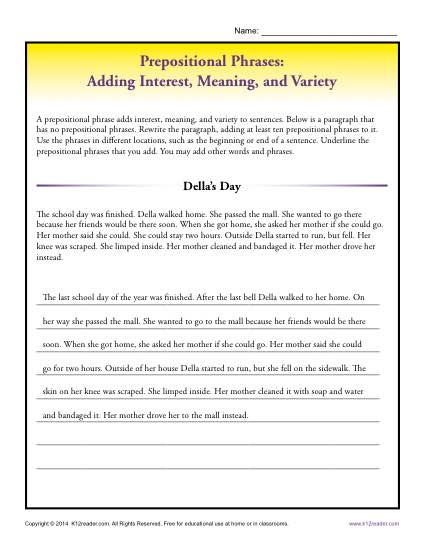 Name:
Prepositional Phrases:
Adding Interest, Meaning, and Variety
A prepositional phrase adds interest, meaning, and variety to sentences. Below is a paragraph that
has no prepositional phrases. Rewrite the paragraph, adding at least ten prepositional phrases to it.
Use the phrases in different locations, such as the beginning or end of a sentence. Underline the
prepositional phrases that you add. You may add other words and phrases.
Della's Day
The school day was finished. Della walked home. She passed the mall. She wanted to go there
because her friends would be there soon. When she got home, she asked her mother if she could go.
Her mother said she could. She could stay two hours. Outside Della started to run, but fell. Her
knee was scraped. She limped inside. Her mother cleaned and bandaged it. Her mother drove her
instead.
The last school day of the year was finished. After the last bell Della walked to her home. On
her way she passed the mall. She wanted to go to the mall because her friends would be there
soon. When she got home, she asked her mother if she could go. Her mother said she could
go for two hours. Outside of her house Della started to run, but she fell on the sidewalk. The
skin on her knee was scraped. She limped inside. Her mother cleaned it with soap and water
and bandaged it. Her mother drove her to the mall instead.
Copyright © 2014 K12reader.com. All Rights Reserved. Free for educational use at home or in classrooms.
www.k12reader.com